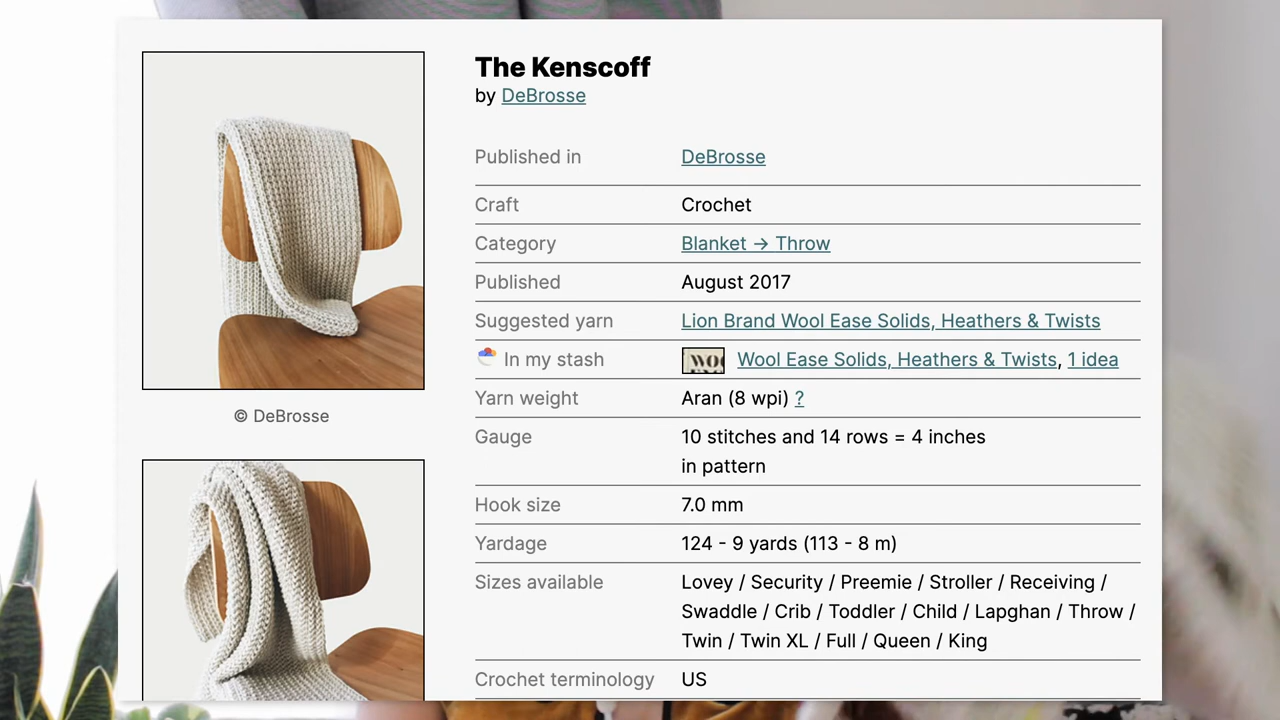 The Kenscoff
by DeBrosse
Published in DeBrosse
Craft Crochet
Category Blanket → Throw
Published August 2017
Suggested yarn Lion Brand Wool Ease Solids, Heathers & Twists
In my stash Wool Ease Solids, Heathers & Twists, 1 idea
Yarn weight Aran (8 wpi) ?
Gauge 10 stitches and 14 rows = 4 inches
in pattern
Hook size 7.0 mm
Yardage 124 - 9 yards (113 - 8 m)
Sizes available Lovey / Security / Preemie / Stroller / Receiving /
Swaddle / Crib / Toddler / Child / Lapghan / Throw /
Twin / Twin XL / Full / Queen / King
Crochet terminology US
© DeBrosse